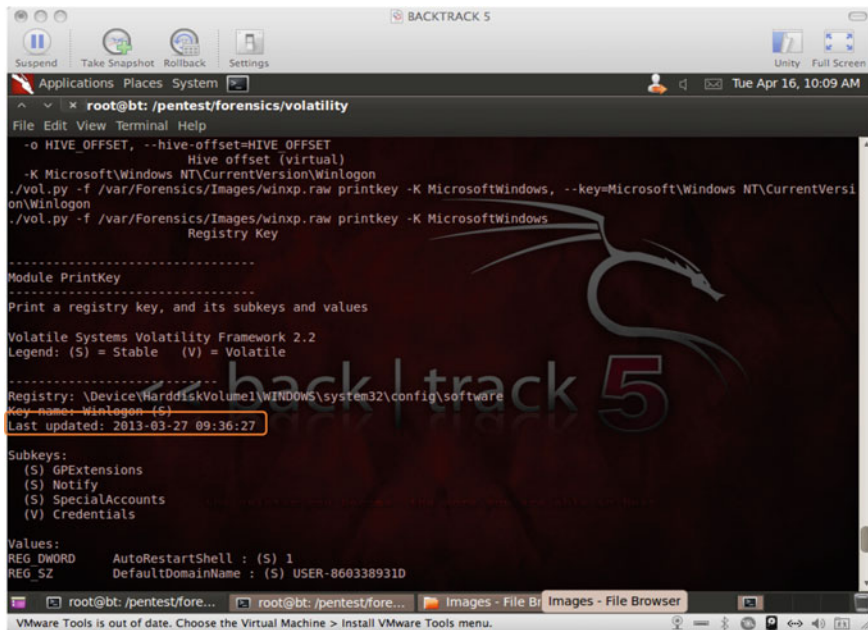 BACKTRACK 5
Suspend Take Snapshot Rollback Settings Unity Full Screen
Applications Places System Tue Apr 16, 10:09 AM
root@bt: /pentest/forensics/volatility
File Edit View Terminal Help
-o HIVE_OFFSET, --hive-offset=HIVE_OFFSET
Hive offset (virtual)
-K Microsoft\Windows NT\CurrentVersion\Winlogon
./vol.py -f /var/Forensics/Images/winxp.raw printkey -K MicrosoftWindows, --key=Microsoft\Windows NT\CurrentVersi
on\Winlogon
./vol.py -f /var/Forensics/Images/winxp.raw printkey -K MicrosoftWindows
Registry Key
---------------------------------
Module PrintKey
---------------------------------
Print a registry key, and its subkeys and values
Volatile Systems Volatility Framework 2.2
Legend: (S) = Stable (V) = Volatile
----------------------------
<< back | track 5
Registry: \Device\HarddiskVolume1\WINDOWS\system32\config\software
Key name: Winlogon (S)
Last updated: 2013-03-27 09:36:27
Subkeys:
(S) GPExtensions
(S) Notify
(S) SpecialAccounts
(V) Credentials
Values:
REG_DWORD AutoRestartShell : (S) 1
REG_SZ DefaultDomainName : (S) USER-860338931D
root@bt: /pentest/fore... root@bt: /pentest/fore... Images - File Br Images - File Browser
VMware Tools is out of date. Choose the Virtual Machine > Install VMware Tools menu.